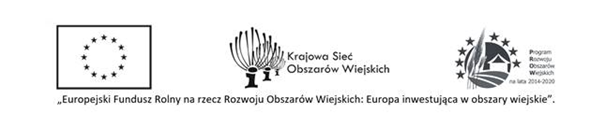 Krajowa Sieć
Obszarów Wiejskich
Program
Rozwoju
Obszarów
Wiejskich
na lata 2014-2020
„Europejski Fundusz Rolny na rzecz Rozwoju Obszarów Wiejskich: Europa inwestująca w obszary wiejskie”.